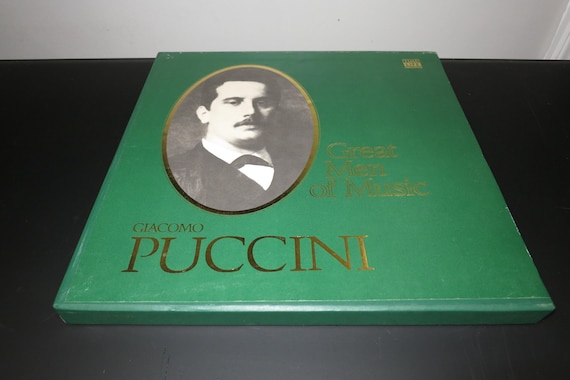 Great
Men
of Music
GIACOMO
PUCCINI